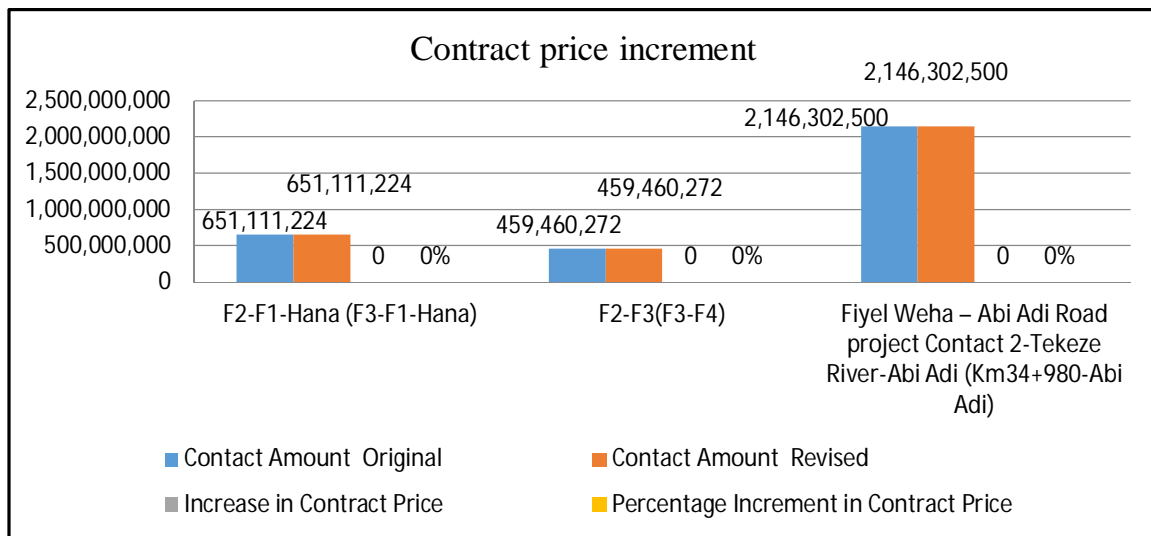 Contract price increment
2,146,302,500
2,500,000,000
2,146,302,500
2,000,000,000
1,500,000,000
651,111,224
459,460,272
1,000,000,000
651,111,224
459,460,272
500,000,000
0 0%
0 0%
0 0%
0
F2-F1-Hana (F3-F1-Hana)
F2-F3(F3-F4)
Fiyel Weha – Abi Adi Road
project Contact 2-Tekeze
River-Abi Adi (Km34+980-Abi
Adi)
Contact Amount Original
Contact Amount Revised
Increase in Contract Price
Percentage Increment in Contract Price